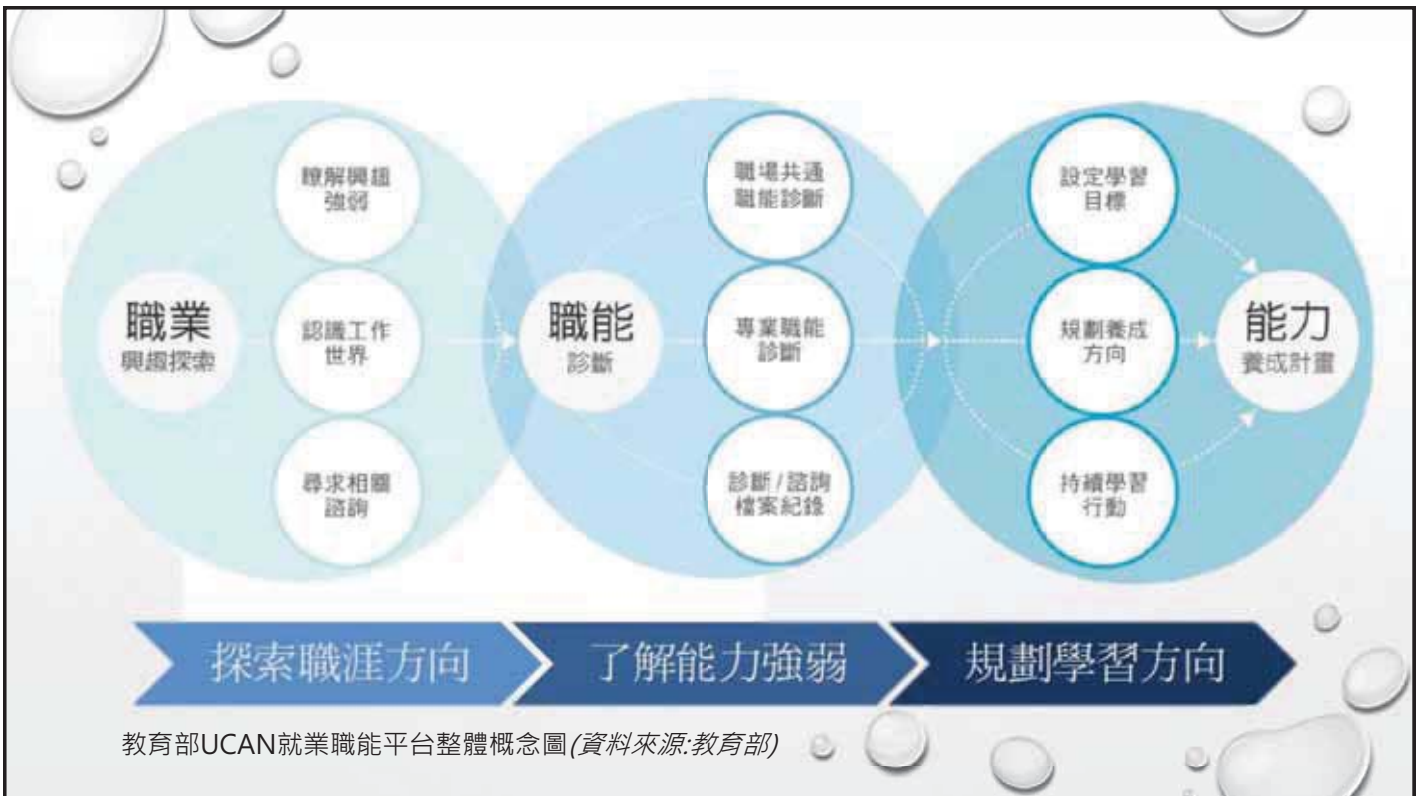 職業
興趣探索
瞭解興趣
強弱
認識工作
世界
尋求相關
諮詢
職能
診斷
職場共通
職能診斷
專業職能
診斷
診斷/諮詢
檔案紀錄
設定學習
目標
規劃養成
方向
持續學習
行動
能力
養成計畫
探索職涯方向
了解能力強弱
規劃學習方向
教育部UCAN就業職能平台整體概念圖(資料來源:教育部)